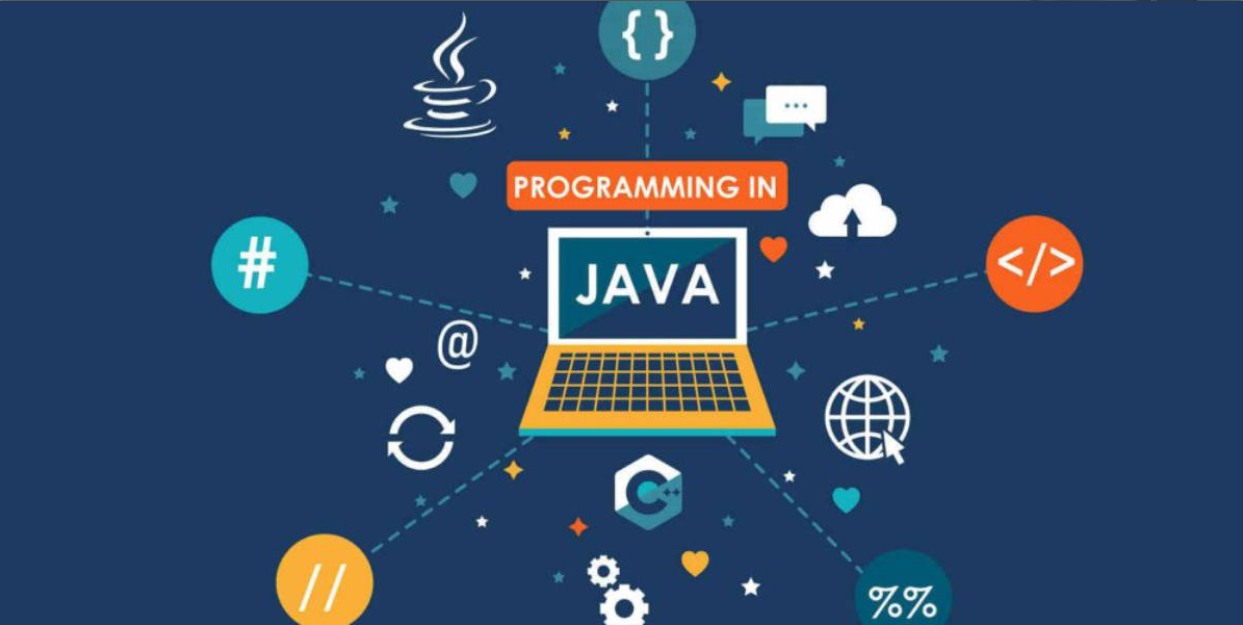 {}
...
PROGRAMMING IN
#
JAVA
</>
@
C++
//
%%